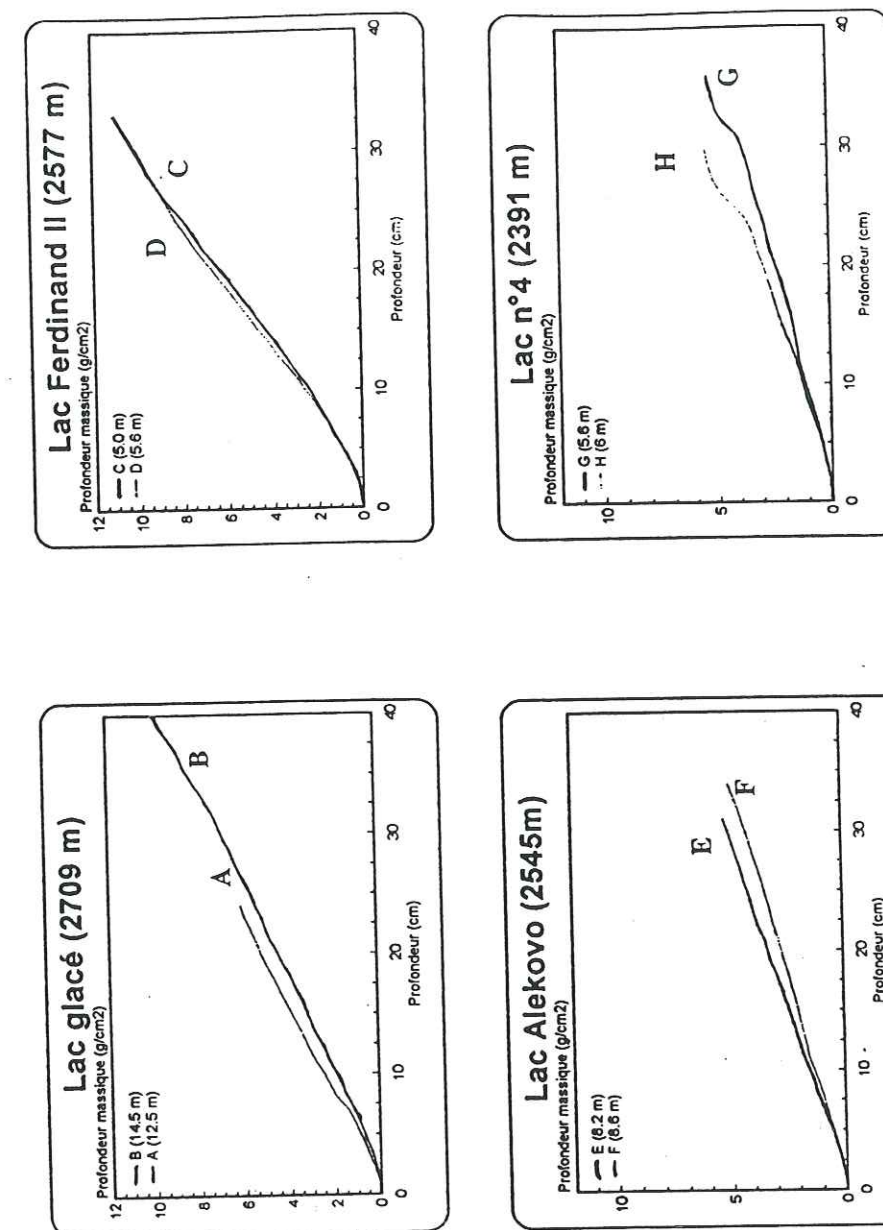 Lac glacé (2709 m)
Profondeur massique (g/cm2)
B (14.5 m)
A (12.5 m)
12
10
8
6
4
2
0
A
B
0 10 20 30 40
Profondeur (cm)
Lac Ferdinand II (2577 m)
Profondeur massique (g/cm2)
C (5.0 m)
D (5.6 m)
12
10
8
6
4
2
0
D
C
0 10 20 30 40
Profondeur (cm)
Lac Alekovo (2545m)
Profondeur massique (g/cm2)
E (8.2 m)
F (8.6 m)
10
5
0
E
F
0 10 20 30 40
Profondeur (cm)
Lac n°4 (2391 m)
Profondeur massique (g/cm2)
G (5.6 m)
H (6 m)
10
5
0
H
G
0 10 20 30 40
Profondeur (cm)